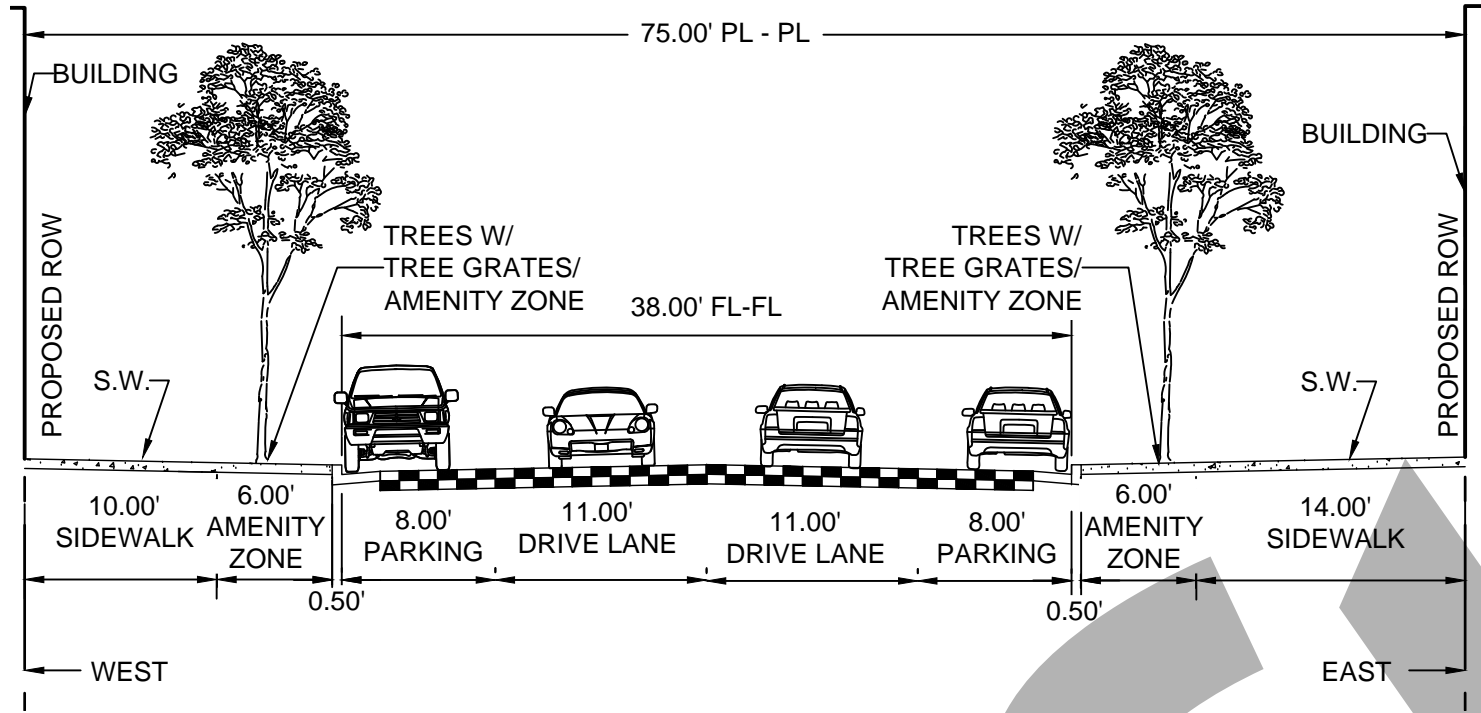 75.00' PL - PL
BUILDING
BUILDING
PROPOSED ROW
PROPOSED ROW
TREES W/
TREE GRATES/
AMENITY ZONE
TREES W/
TREE GRATES/
AMENITY ZONE
38.00' FL-FL
S.W.
S.W.
10.00'
SIDEWALK
6.00'
AMENITY
ZONE
8.00'
PARKING
11.00'
DRIVE LANE
11.00'
DRIVE LANE
8.00'
PARKING
6.00'
AMENITY
ZONE
14.00'
SIDEWALK
0.50'
0.50'
WEST
EAST